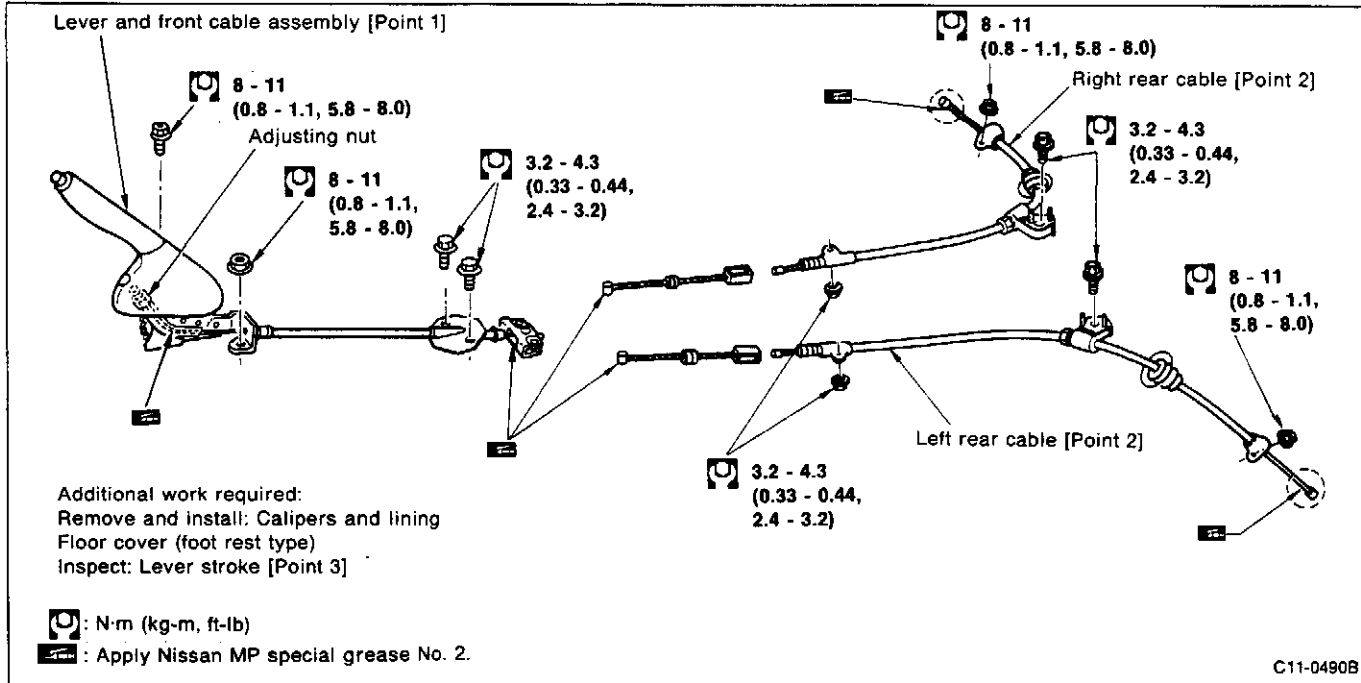 Lever and front cable assembly [Point 1]
8 - 11
(0.8 - 1.1, 5.8 - 8.0)
Adjusting nut
8 - 11
(0.8 - 1.1,
5.8 - 8.0)
3.2 - 4.3
(0.33 - 0.44,
2.4 - 3.2)
8 - 11
(0.8 - 1.1, 5.8 - 8.0)
Right rear cable [Point 2]
3.2 - 4.3
(0.33 - 0.44,
2.4 - 3.2)
8 - 11
(0.8 - 1.1,
5.8 - 8.0)
Left rear cable [Point 2]
3.2 - 4.3
(0.33 - 0.44,
2.4 - 3.2)
Additional work required:
Remove and install: Calipers and lining
Floor cover (foot rest type)
Inspect: Lever stroke [Point 3]
: N·m (kg-m, ft-lb)
: Apply Nissan MP special grease No. 2.
C11-0490B